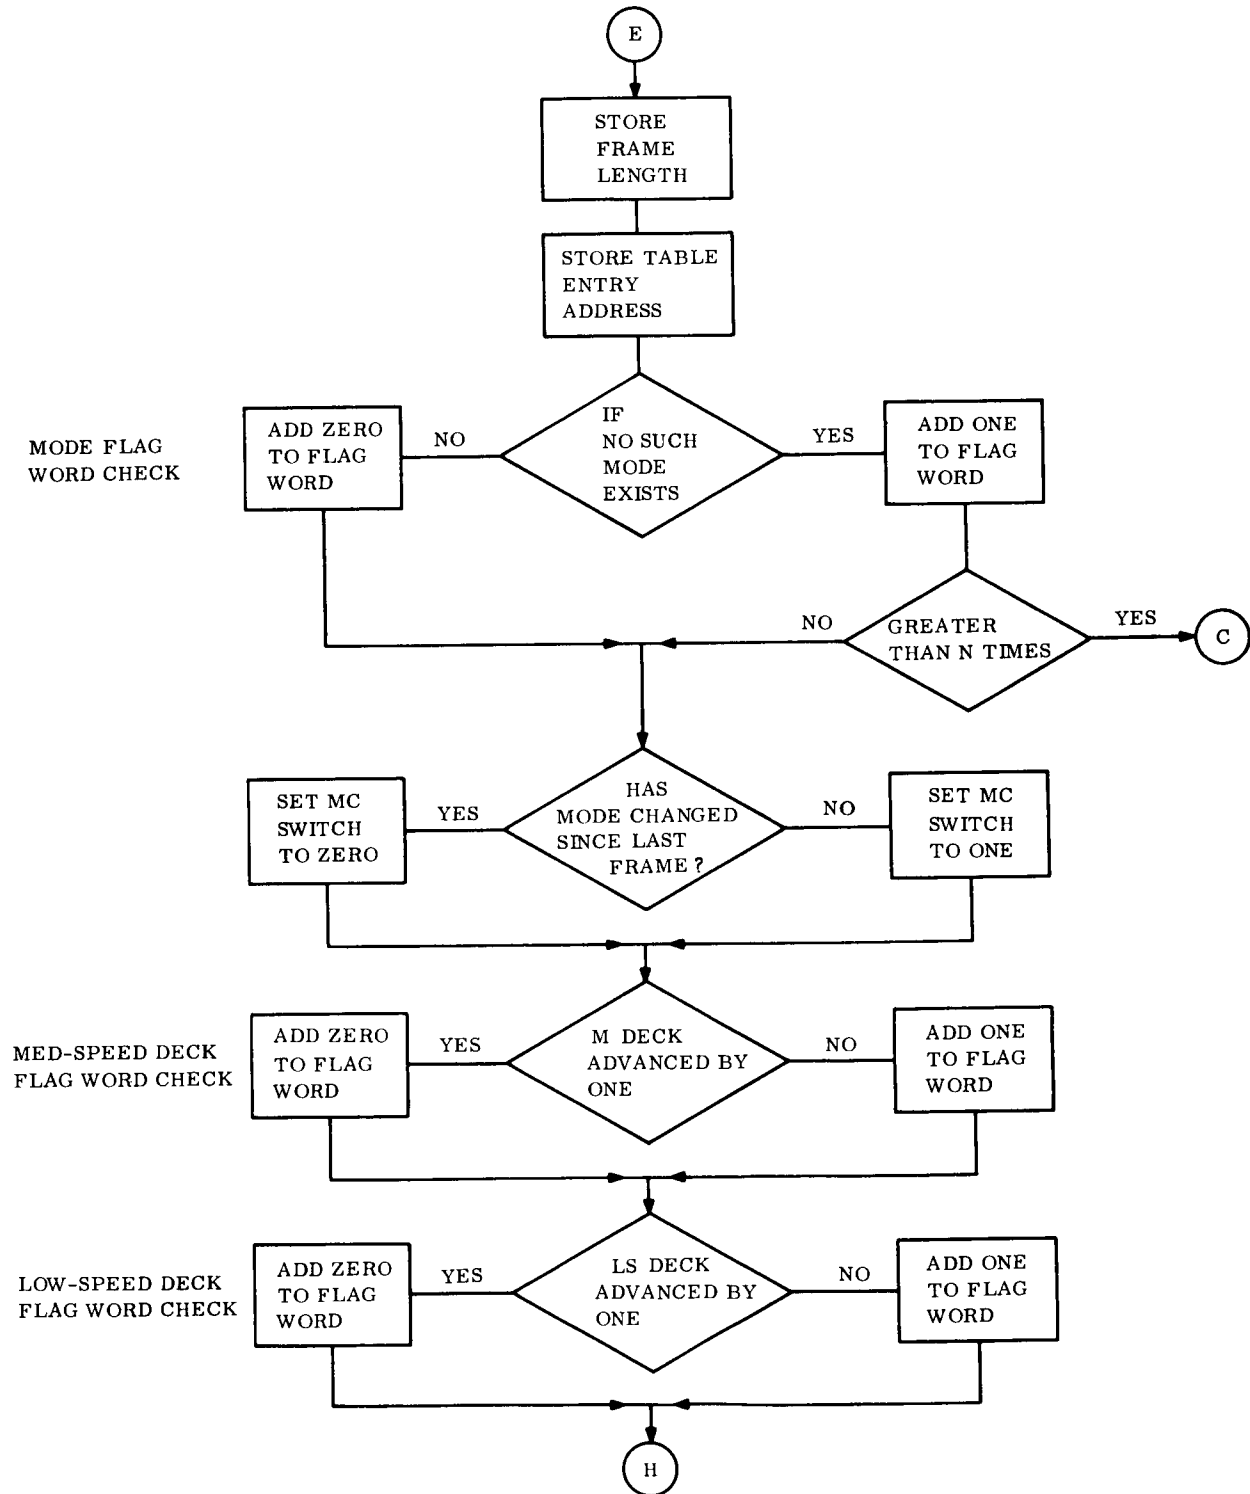 E
STORE
FRAME
LENGTH
STORE TABLE
ENTRY
ADDRESS
MODE FLAG
WORD CHECK
ADD ZERO
TO FLAG
WORD
NO
IF
NO SUCH
MODE
EXISTS
YES
ADD ONE
TO FLAG
WORD
NO
GREATER
THAN N TIMES
YES
C
SET MC
SWITCH
TO ZERO
YES
HAS
MODE CHANGED
SINCE LAST
FRAME?
NO
SET MC
SWITCH
TO ONE
MED-SPEED DECK
FLAG WORD CHECK
ADD ZERO
TO FLAG
WORD
YES
M DECK
ADVANCED BY
ONE
NO
ADD ONE
TO FLAG
WORD
LOW-SPEED DECK
FLAG WORD CHECK
ADD ZERO
TO FLAG
WORD
YES
LS DECK
ADVANCED BY
ONE
NO
ADD ONE
TO FLAG
WORD
H